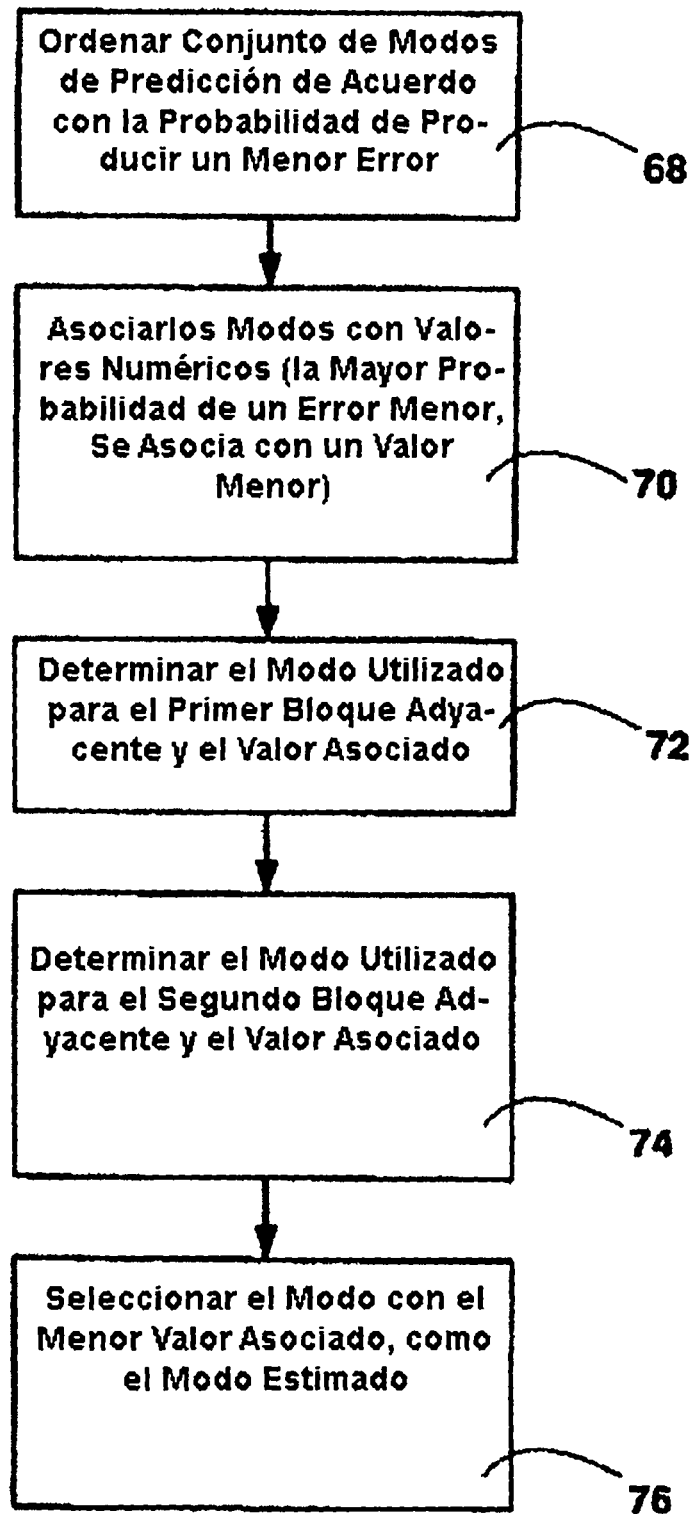 Ordenar Conjunto de Modos
de Predicción de Acuerdo
con la Probabilidad de Pro-
ducir un Menor Error
68
Asociarlos Modos con Valo-
res Numéricos (la Mayor Pro-
babilidad de un Error Menor,
Se Asocia con un Valor
Menor)
70
Determinar el Modo Utilizado
para el Primer Bloque Adya-
cente y el Valor Asociado
72
Determinar el Modo Utilizado
para el Segundo Bloque Ad-
yacente y el Valor Asociado
74
Seleccionar el Modo con el
Menor Valor Asociado, como
el Modo Estimado
76